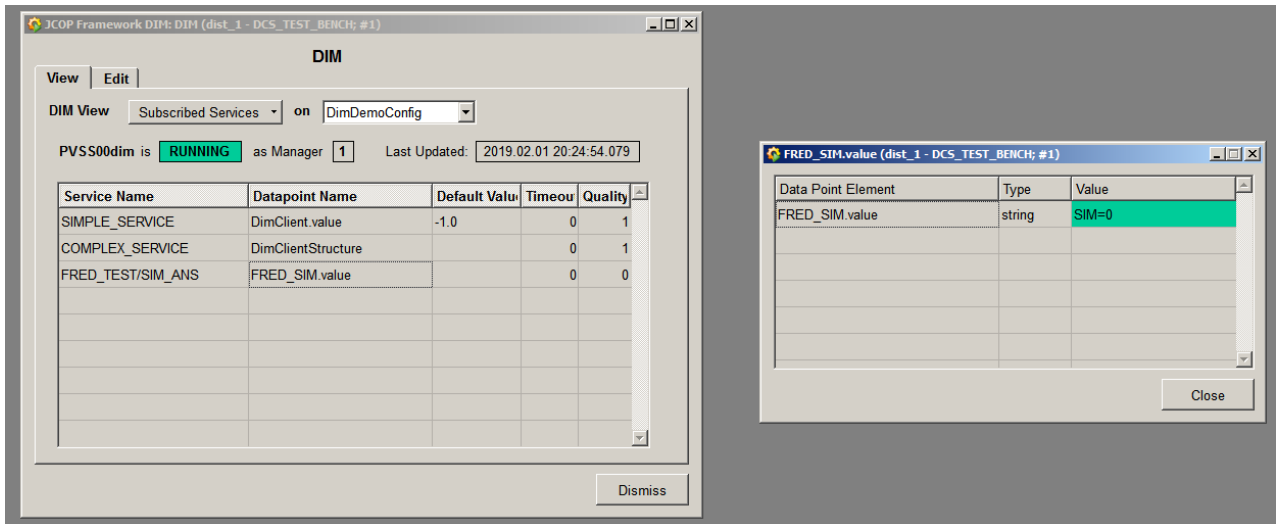 JCOP Framework DIM: DIM (dist_1 - DCS_TEST_BENCH; #1)
DIM
View Edit
DIM View Subscribed Services on DimDemoConfig
PVSS00dim is RUNNING as Manager 1 Last Updated: 2019.02.01 20:24:54.079
Service Name Datapoint Name Default Valu Timeou Quality
SIMPLE_SERVICE DimClient.value -1.0 0 1
COMPLEX_SERVICE DimClientStructure 0 1
FRED_TEST/SIM_ANS FRED_SIM.value 0 0
Dismiss
FRED_SIM.value (dist_1 - DCS_TEST_BENCH; #1)
Data Point Element Type Value
FRED_SIM.value string SIM=0
Close